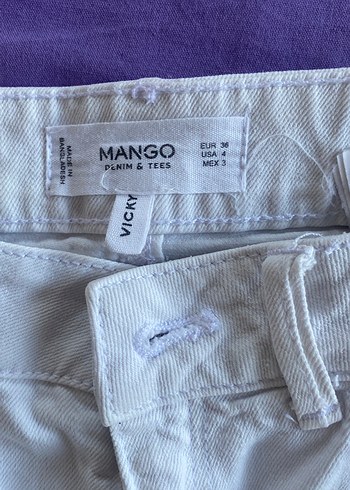 MADE IN
BANGLADESH
MANGO
DENIM & TEES
EUR 36
USA 4
MEX 3
VICKY